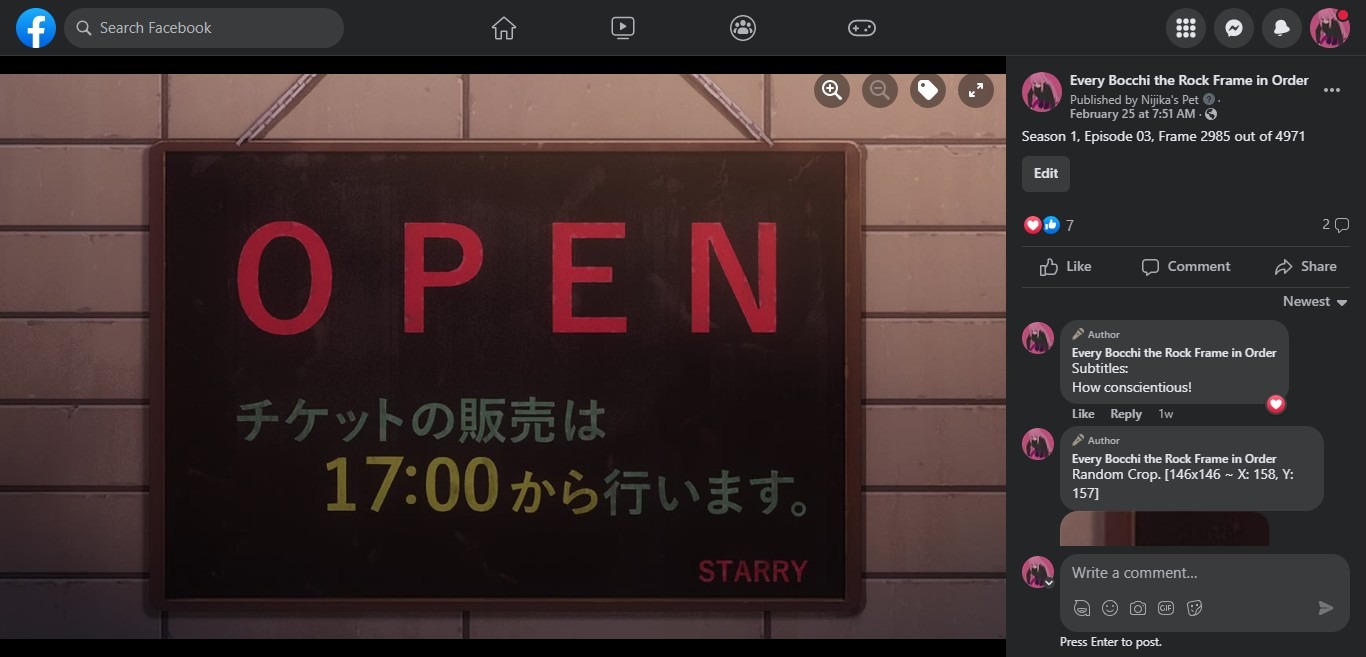 Search Facebook
OPEN
チケットの販売は
17:00から行います。
STARRY
Every Bocchi the Rock Frame in Order
Published by Nijika's Pet ·
February 25 at 7:51 AM ·
Season 1, Episode 03, Frame 2985 out of 4971
Edit
7
2
Like Comment Share
Newest
Author
Every Bocchi the Rock Frame in Order
Subtitles:
How conscientious!
Like Reply 1w
Author
Every Bocchi the Rock Frame in Order
Random Crop. [146x146 ~ X: 158, Y:
157]
Write a comment...
GIF
Press Enter to post.